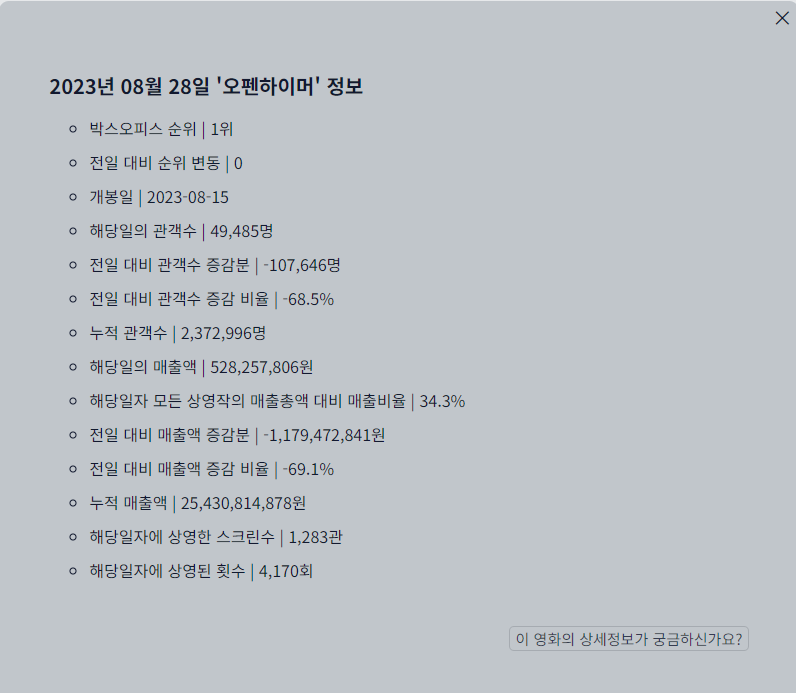 2023년 08월 28일 '오펜하이머' 정보
박스오피스 순위 | 1위
전일 대비 순위 변동 | 0
개봉일 | 2023-08-15
해당일의 관객수 | 49,485명
전일 대비 관객수 증감분 | -107,646명
전일 대비 관객수 증감 비율 | -68.5%
누적 관객수 | 2,372,996명
해당일의 매출액 | 528,257,806원
해당일자 모든 상영작의 매출총액 대비 매출비율 | 34.3%
전일 대비 매출액 증감분 | -1,179,472,841원
전일 대비 매출액 증감 비율 | -69.1%
누적 매출액 | 25,430,814,878원
해당일자에 상영한 스크린수 | 1,283관
해당일자에 상영된 횟수 | 4,170회
이 영화의 상세정보가 궁금하신가요?